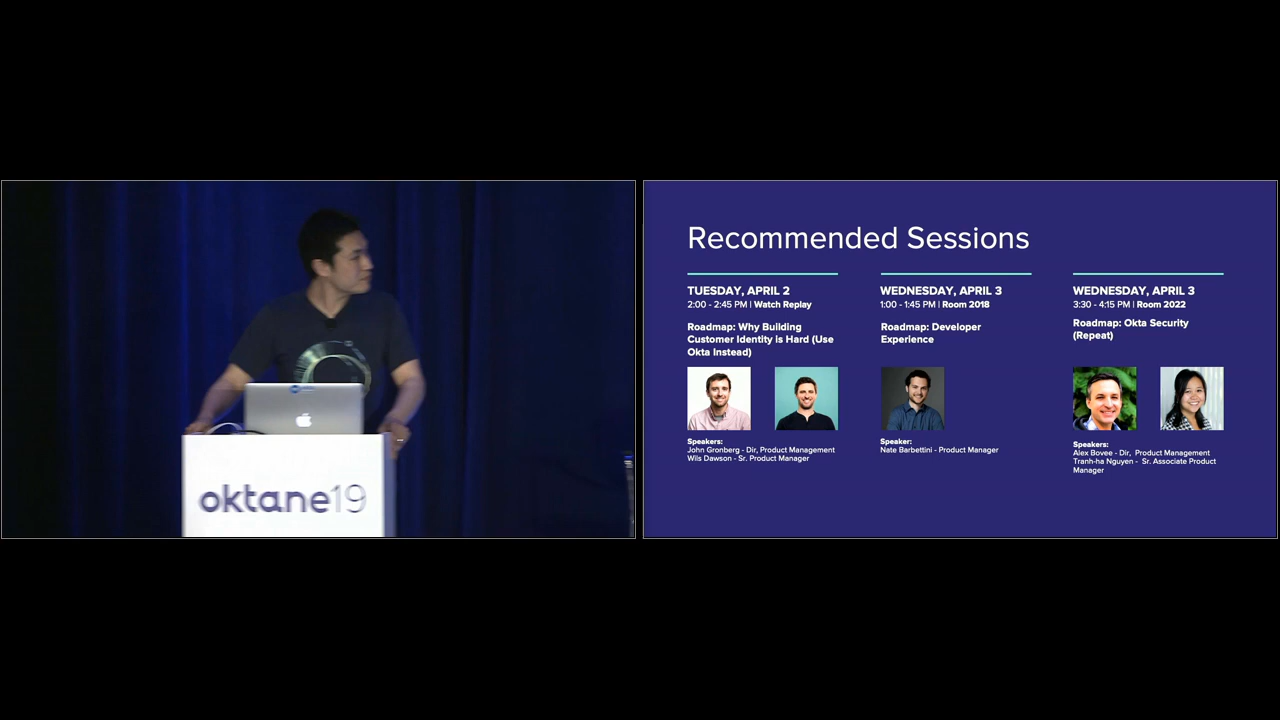 oktane19
Recommended Sessions
TUESDAY, APRIL 2
2:00 - 2:45 PM | Watch Replay
Roadmap: Why Building
Customer Identity is Hard (Use
Okta Instead)
Speakers:
John Gronberg - Dir, Product Management
Wils Dawson - Sr. Product Manager
WEDNESDAY, APRIL 3
1:00 - 1:45 PM | Room 2018
Roadmap: Developer
Experience
Speaker:
Nate Barbettini - Product Manager
WEDNESDAY, APRIL 3
3:30 - 4:15 PM | Room 2022
Roadmap: Okta Security
(Repeat)
Speakers:
Alex Bovee - Dir,  Product Management
Tranh-ha Nguyen -  Sr. Associate Product
Manager